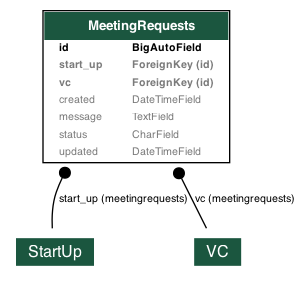 MeetingRequests
id BigAutoField
start_up ForeignKey (id)
vc ForeignKey (id)
created DateTimeField
message TextField
status CharField
updated DateTimeField
start_up (meetingrequests) vc (meetingrequests)
StartUp VC